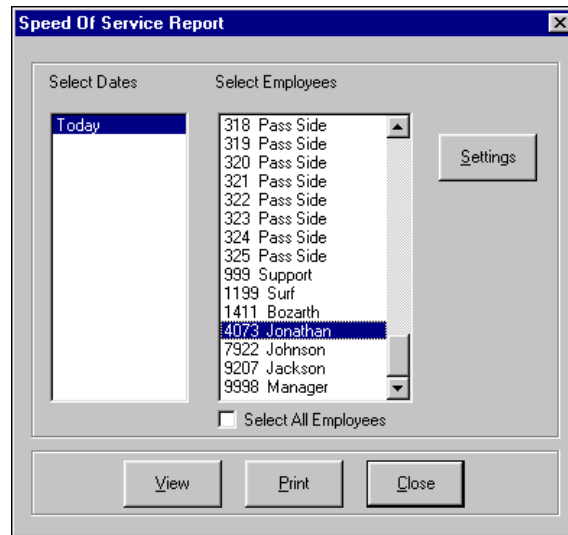 Speed Of Service Report
Select Dates
Select Employees
Today
318 Pass Side
319 Pass Side
320 Pass Side
321 Pass Side
322 Pass Side
323 Pass Side
324 Pass Side
325 Pass Side
999 Support
1199 Surf
1411 Bozarth
4073 Jonathan
7922 Johnson
9207 Jackson
9998 Manager
Settings
Select All Employees
View
Print
Close